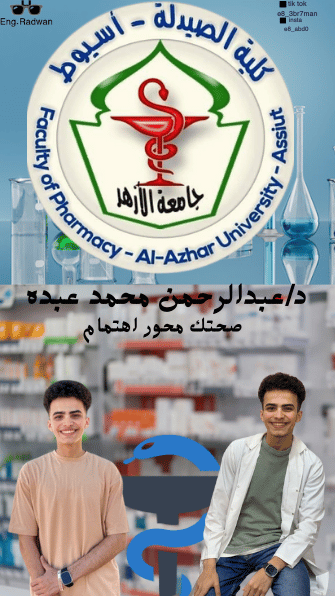 Eng. Radwan
tik tok
e8_3br7man
insta
e8_abd0
كلية الصيدلة - أسيوط
جامعة الأزهر
Faculty of Pharmacy - Al-Azhar University - Assiut
د/عبدالرحمن محمد عبده
صحتك محور اهتمام